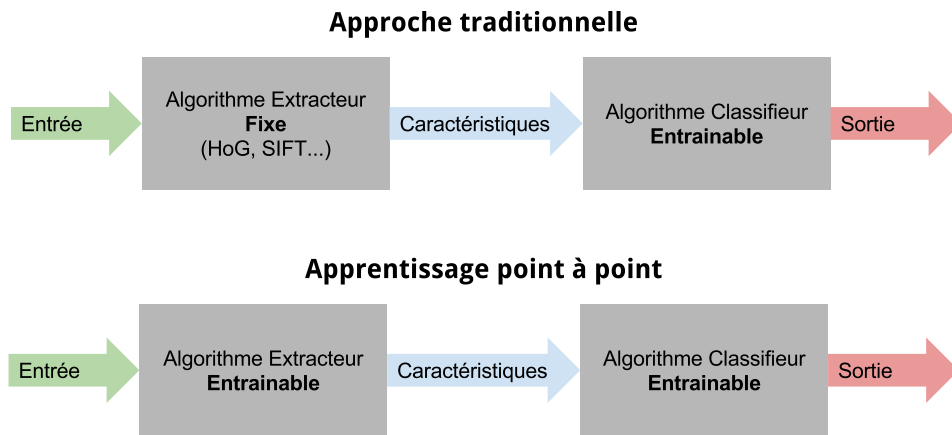 Approche traditionnelle
Entrée
Algorithme Extracteur
Fixe
(HoG, SIFT...)
Caractéristiques
Algorithme Classifieur
Entrainable
Sortie
Apprentissage point à point
Entrée
Algorithme Extracteur
Entrainable
Caractéristiques
Algorithme Classifieur
Entrainable
Sortie